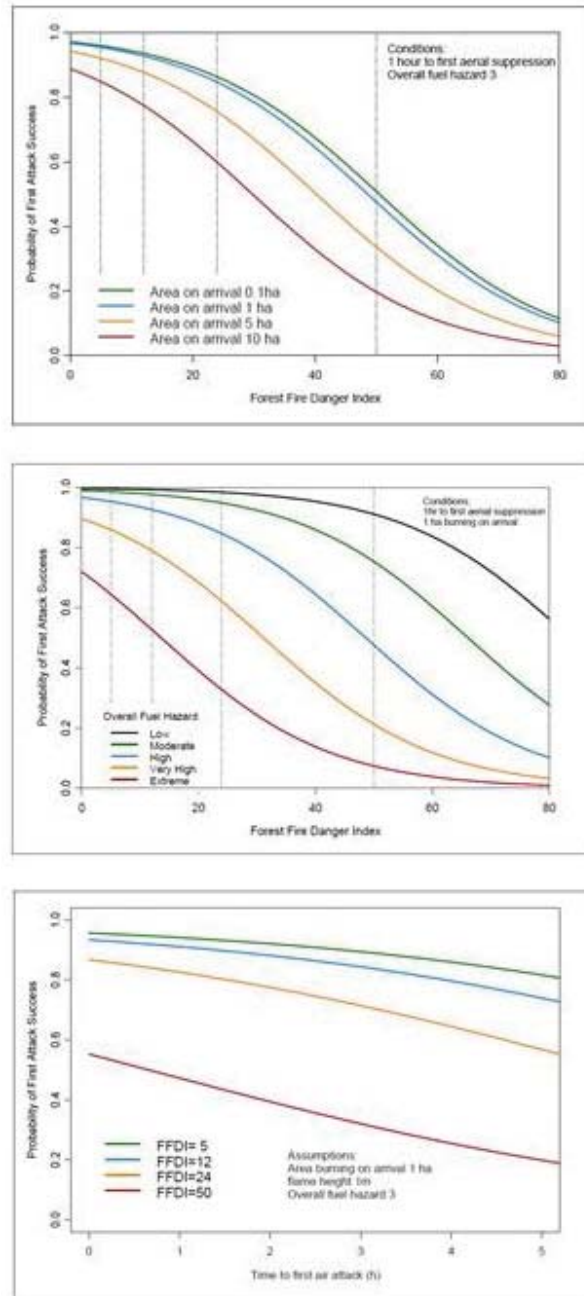 Probability of First Attack Success
1.0
0.8
0.6
0.4
0.2
0.0
Conditions:
1 hour to first aerial suppression
Overall fuel hazard 3
Area on arrival 0.1ha
Area on arrival 1 ha
Area on arrival 5 ha
Area on arrival 10 ha
0 20 40 60 80
Forest Fire Danger Index
Probability of First Attack Success
1.0
0.8
0.6
0.4
0.2
0.0
Conditions:
1hr to first aerial suppression
1 ha burning on arrival
Overall Fuel Hazard
Low
Moderate
High
Very High
Extreme
0 20 40 60 80
Forest Fire Danger Index
Probability of First Attack Success
1.0
0.8
0.6
0.4
0.2
0.0
FFDI= 5
FFDI=12
FFDI=24
FFDI=50
Assumptions:
Area burning on arrival 1 ha
flame height 1m
Overall fuel hazard 3
0 1 2 3 4 5
Time to first air attack (h)